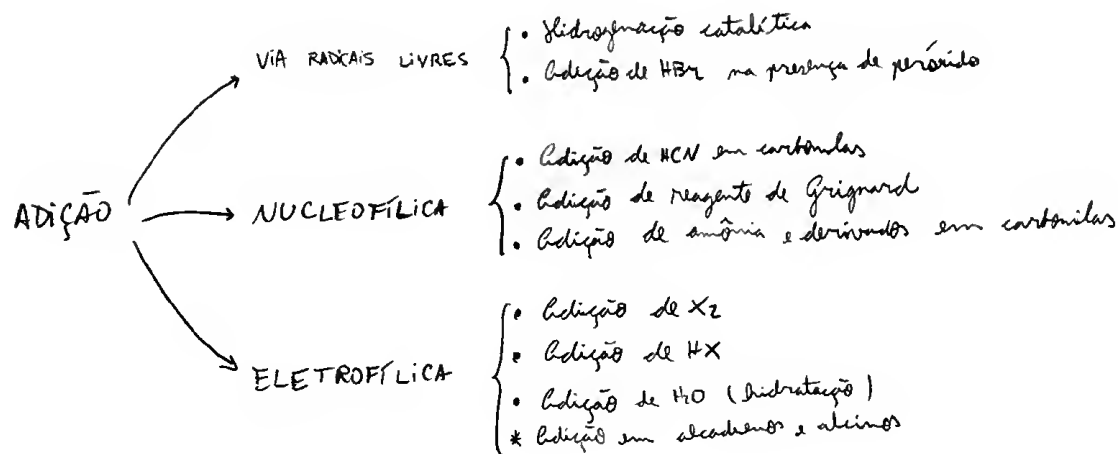 VIA RADICAIS LIVRES
• Hidrogenação catalítica
• Adição de HBr na presença de peróxido
ADIÇÃO
NUCLEOFÍLICA
• Adição de HCN em carbonilas
• Adição de reagente de Grignard
• Adição de amônia e derivados em carbonilas
ELETROFÍLICA
• Adição de X2
• Adição de HX
• Adição de H2O (hidratação)
* Adição em alcadienos e alcinos